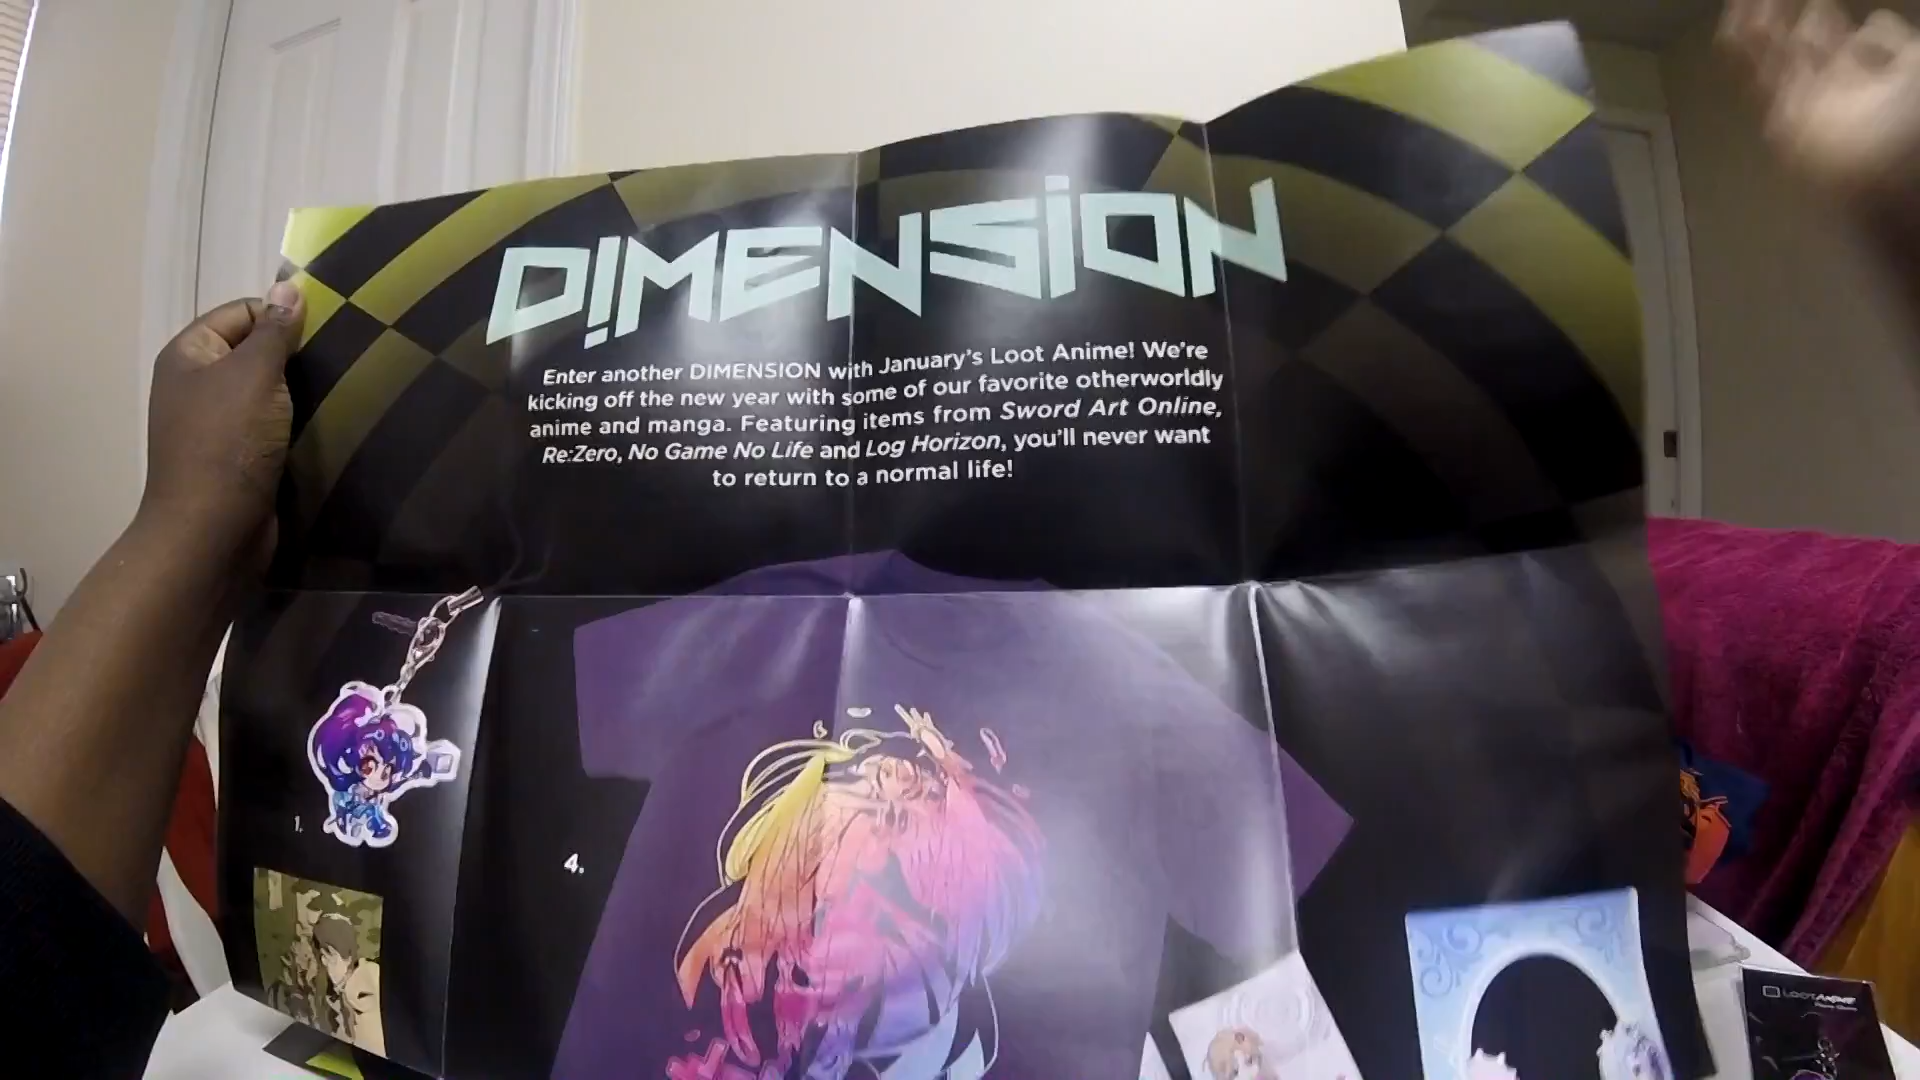 D!MENSION
Enter another DIMENSION with January's Loot Anime! We're
kicking off the new year with some of our favorite otherworldly
anime and manga. Featuring items from Sword Art Online,
Re:Zero, No Game No Life and Log Horizon, you'll never want
to return to a normal life!
1.
4.
LOOT ANIME